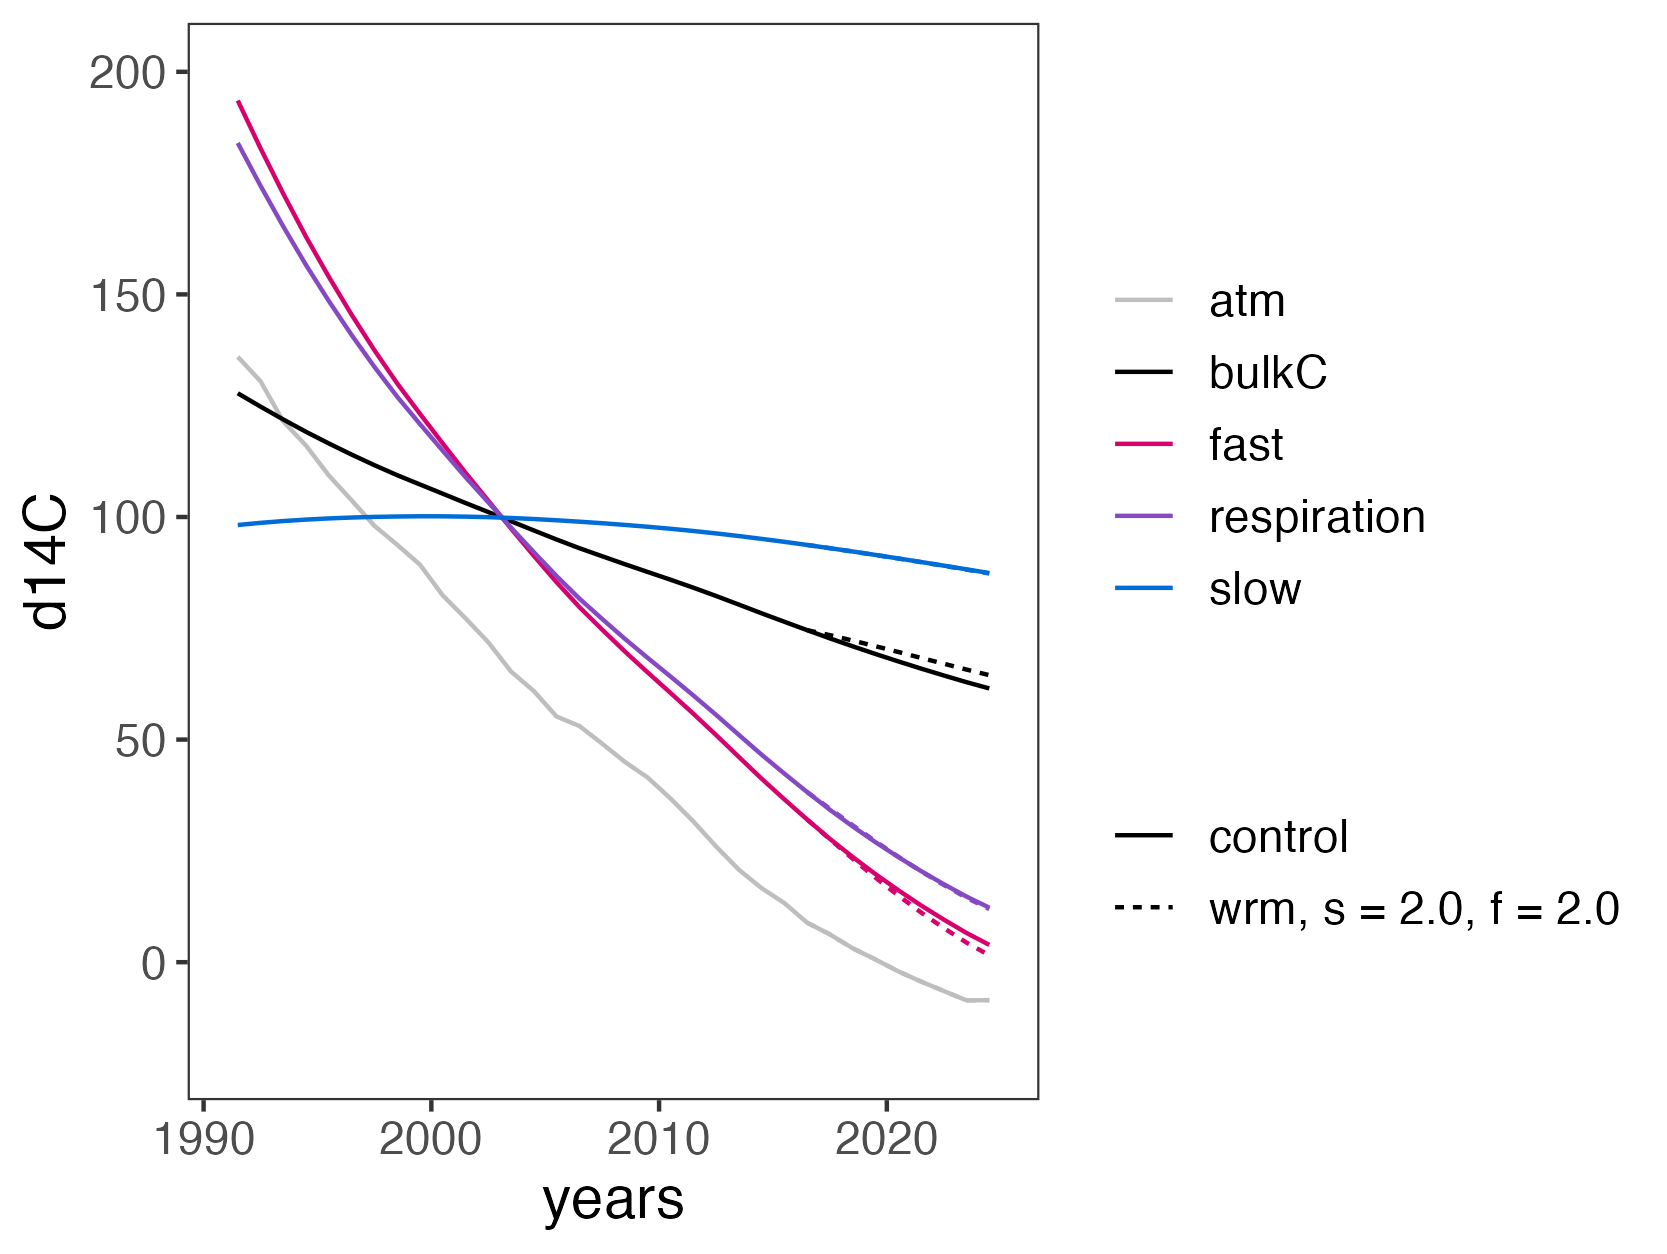 200
150
100
50
0
d14C
1990 2000 2010 2020
years
atm
bulkC
fast
respiration
slow
control
wrm, s = 2.0, f = 2.0